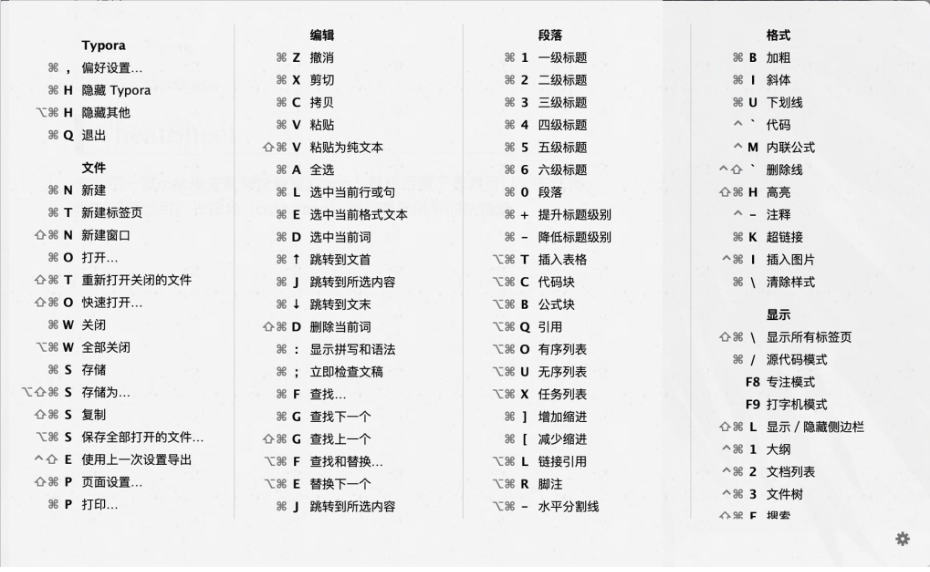 Typora
⌘ , 偏好设置…
⌘ H 隐藏 Typora
⌥⌘ H 隐藏其他
⌘ Q 退出
文件
⌘ N 新建
⌘ T 新建标签页
⇧⌘ N 新建窗口
⌘ O 打开…
⇧⌘ T 重新打开关闭的文件
⇧⌘ O 快速打开…
⌘ W 关闭
⌥⌘ W 全部关闭
⌘ S 存储
⌥⇧⌘ S 存储为…
⇧⌘ S 复制
⌥⌘ S 保存全部打开的文件…
⌃⇧ E 使用上一次设置导出
⇧⌘ P 页面设置…
⌘ P 打印…
编辑
⌘ Z 撤消
⌘ X 剪切
⌘ C 拷贝
⌘ V 粘贴
⇧⌘ V 粘贴为纯文本
⌘ A 全选
⌘ L 选中当前行或句
⌘ E 选中当前格式文本
⌘ D 选中当前词
⌘ ↑ 跳转到文首
⌘ J 跳转到所选内容
⌘ ↓ 跳转到文末
⇧⌘ D 删除当前词
⌘ : 显示拼写和语法
⌘ ; 立即检查文稿
⌘ F 查找…
⌘ G 查找下一个
⇧⌘ G 查找上一个
⌥⌘ F 查找和替换…
⌥⌘ E 替换下一个
⌘ J 跳转到所选内容
段落
⌘ 1 一级标题
⌘ 2 二级标题
⌘ 3 三级标题
⌘ 4 四级标题
⌘ 5 五级标题
⌘ 6 六级标题
⌘ 0 段落
⌘ + 提升标题级别
⌘ - 降低标题级别
⌥⌘ T 插入表格
⌥⌘ C 代码块
⌥⌘ B 公式块
⌥⌘ Q 引用
⌥⌘ O 有序列表
⌥⌘ U 无序列表
⌥⌘ X 任务列表
⌘ ] 增加缩进
⌘ [ 减少缩进
⌥⌘ L 链接引用
⌥⌘ R 脚注
⌥⌘ - 水平分割线
格式
⌘ B 加粗
⌘ I 斜体
⌘ U 下划线
⌃ ` 代码
⌃ M 内联公式
⌃⇧ ` 删除线
⇧⌘ H 高亮
⌃ - 注释
⌘ K 超链接
⌃⌘ I 插入图片
⌘ \ 清除样式
显示
⇧⌘ \ 显示所有标签页
⌘ / 源代码模式
F8 专注模式
F9 打字机模式
⇧⌘ L 显示 / 隐藏侧边栏
⌃⌘ 1 大纲
⌃⌘ 2 文档列表
⌃⌘ 3 文件树
⇧⌘ F 搜索